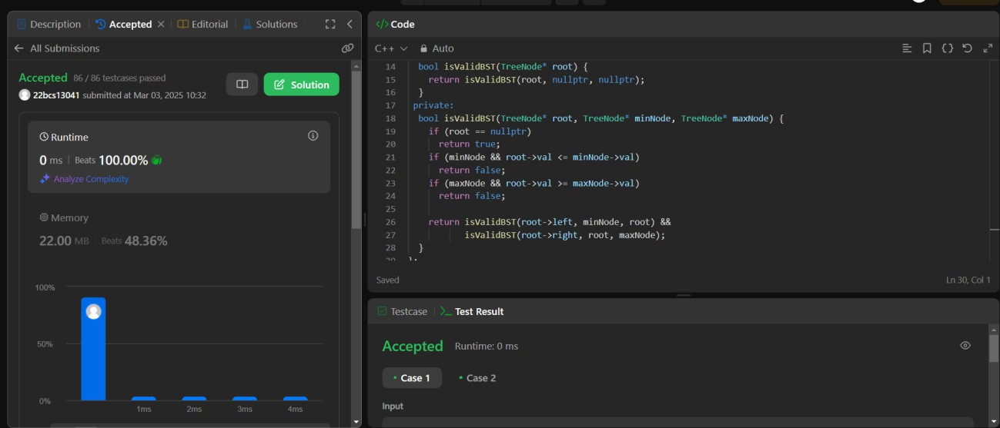 Description Accepted Editorial Solutions
All Submissions
Accepted 86 / 86 testcases passed
22bcs13041 submitted at Mar 03, 2025 10:32
Solution
Runtime
0 ms Beats 100.00%
Analyze Complexity
Memory
22.00 MB Beats 48.36%
100%
50%
0%
1ms 2ms 3ms 4ms
</> Code
C++ Auto
14 bool isValidBST(TreeNode* root) {
15 return isValidBST(root, nullptr, nullptr);
16 }
17 private:
18 bool isValidBST(TreeNode* root, TreeNode* minNode, TreeNode* maxNode) {
19 if (root == nullptr)
20 return true;
21 if (minNode && root->val <= minNode->val)
22 return false;
23 if (maxNode && root->val >= maxNode->val)
24 return false;
25
26 return isValidBST(root->left, minNode, root) &&
27 isValidBST(root->right, root, maxNode);
28 }
Saved Ln 30, Col 1
Testcase >_ Test Result
Accepted Runtime: 0 ms
• Case 1 • Case 2
Input